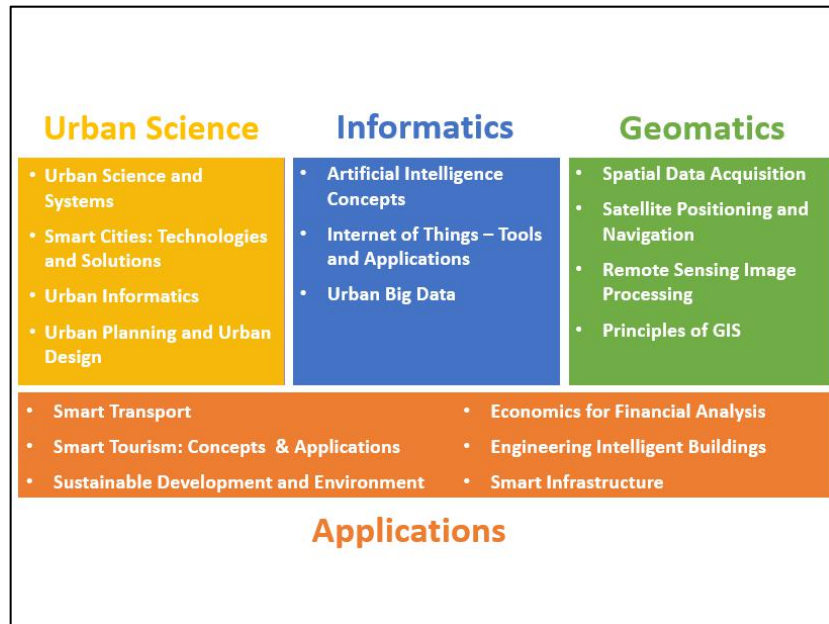 Urban Science
• Urban Science and
Systems
• Smart Cities: Technologies
and Solutions
• Urban Informatics
• Urban Planning and Urban
Design
Informatics
• Artificial Intelligence
Concepts
• Internet of Things – Tools
and Applications
• Urban Big Data
Geomatics
• Spatial Data Acquisition
• Satellite Positioning and
Navigation
• Remote Sensing Image
Processing
• Principles of GIS
• Smart Transport
• Smart Tourism: Concepts & Applications
• Sustainable Development and Environment
• Economics for Financial Analysis
• Engineering Intelligent Buildings
• Smart Infrastructure
Applications